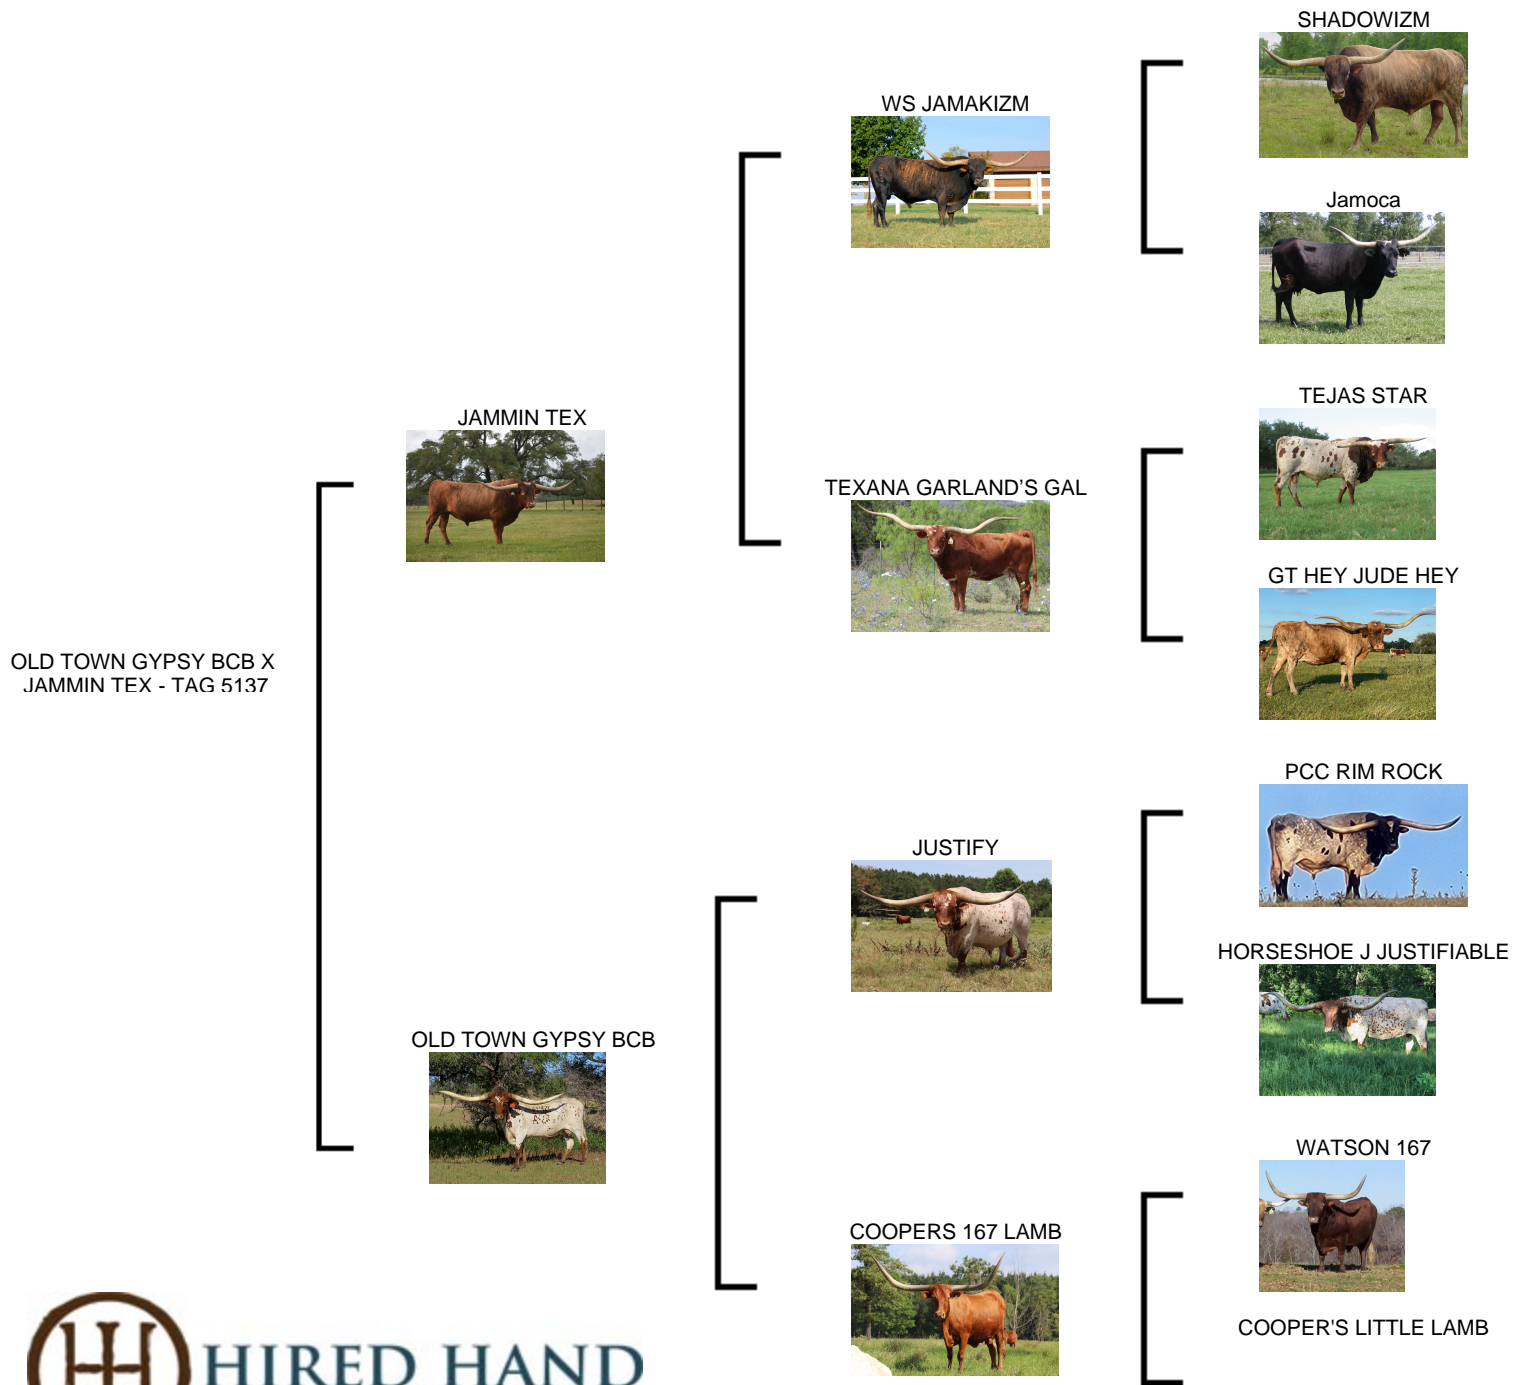 SHADOWIZM
WS JAMAKIZM
Jamoca
TEJAS STAR
JAMMIN TEX
TEXANA GARLAND'S GAL
GT HEY JUDE HEY
OLD TOWN GYPSY BCB X
JAMMIN TEX - TAG 5137
PCC RIM ROCK
JUSTIFY
HORSESHOE J JUSTIFIABLE
OLD TOWN GYPSY BCB
WATSON 167
COOPERS 167 LAMB
COOPER'S LITTLE LAMB
HIRED HAND